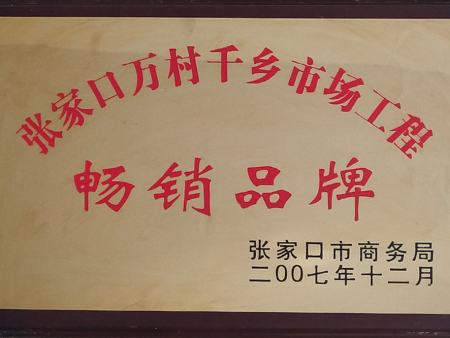 张家口万村千乡市场工程
畅销品牌
张家口市商务局
二00七年十二月